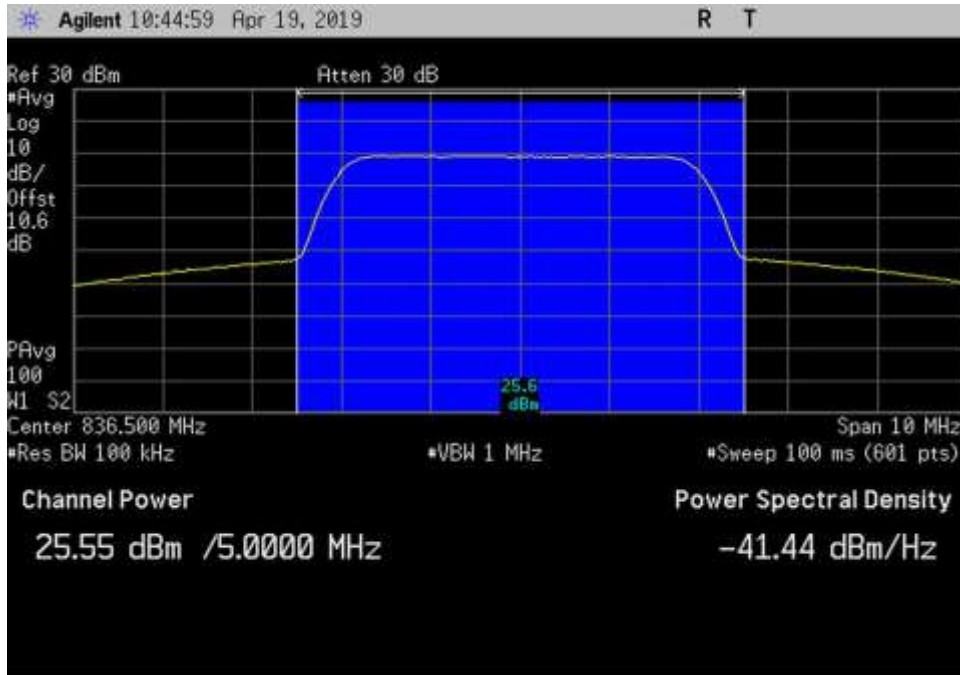 Agilent 10:44:59 Apr 19, 2019 R T
Ref 30 dBm Atten 30 dB
#Avg
Log
10
dB/
Offst
10.6
dB
PAvg
100
W1 S2
25.6
dBm
Center 836.500 MHz Span 10 MHz
#Res BW 100 kHz #VBW 1 MHz #Sweep 100 ms (601 pts)
Channel Power Power Spectral Density
25.55 dBm /5.0000 MHz -41.44 dBm/Hz